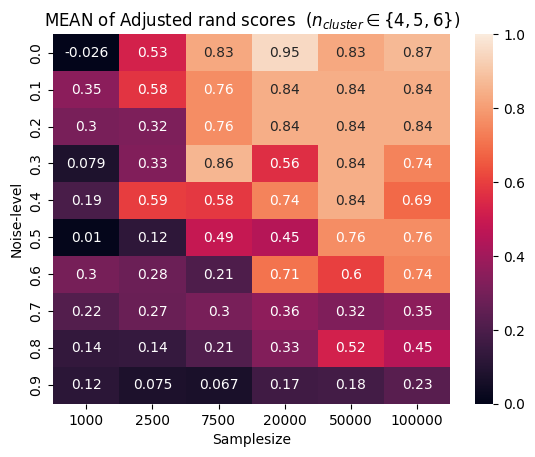 MEAN of Adjusted rand scores (n_cluster ∈ {4, 5, 6})
0.0 -0.026 0.53 0.83 0.95 0.83 0.87
0.1 0.35 0.58 0.76 0.84 0.84 0.84
0.2 0.3 0.32 0.76 0.84 0.84 0.84
0.3 0.079 0.33 0.86 0.56 0.84 0.74
0.4 0.19 0.59 0.58 0.74 0.84 0.69
0.5 0.01 0.12 0.49 0.45 0.76 0.76
0.6 0.3 0.28 0.21 0.71 0.6 0.74
0.7 0.22 0.27 0.3 0.36 0.32 0.35
0.8 0.14 0.14 0.21 0.33 0.52 0.45
0.9 0.12 0.075 0.067 0.17 0.18 0.23
Noise-level
1000 2500 7500 20000 50000 100000
Samplesize
1.0
0.8
0.6
0.4
0.2
0.0